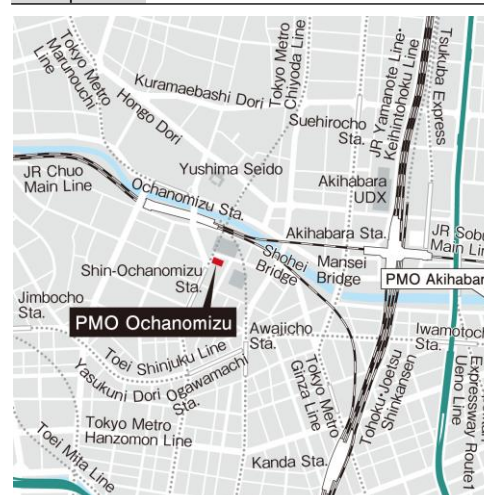 Tokyo Metro
Marunouchi
Line
Kuramaebashi Dori
Hongo Dori
Tokyo Metro
Chiyoda Line
Suehirocho
Sta.
JR Yamanote Line·
Keihintohoku Line
Tsukuba Express
JR Chuo
Main Line
Yushima Seido
Akihabara
UDX
Ochanomizu Sta.
Akihabara Sta.
JR Sobu
Main Lin
Shohei
Bridge
Mansei
Bridge
PMO Akihabar
Shin-Ochanomizu
Sta.
Jimbocho
Sta.
PMO Ochanomizu
Awajicho
Sta.
Iwamotoch
Sta.
Toei Shinjuku Line
Yasukuni Dori
Ogawamachi
Sta.
Tokyo Metro
Ginza Line
Tohoku·Joetsu
Shinkansen
Expressway Route1
Ueno Line
Tokyo Metro
Hanzomon Line
Toei Mita Line
Kanda Sta.